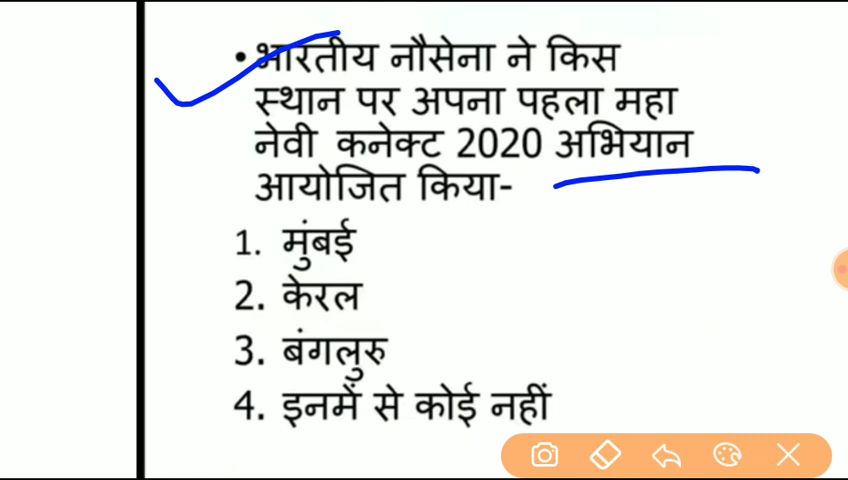 • भारतीय नौसेना ने किस
स्थान पर अपना पहला महा
नेवी कनेक्ट 2020 अभियान
आयोजित किया-
1. मुंबई
2. केरल
3. बंगलुरु
4. इनमें से कोई नहीं